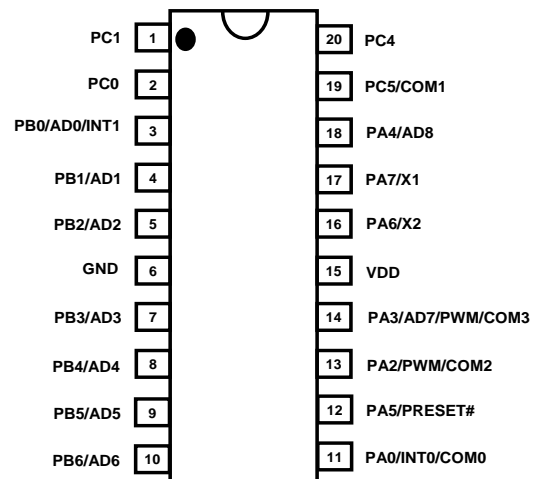 PC1 1 20 PC4
PC0 2 19 PC5/COM1
PB0/AD0/INT1 3 18 PA4/AD8
PB1/AD1 4 17 PA7/X1
PB2/AD2 5 16 PA6/X2
GND 6 15 VDD
PB3/AD3 7 14 PA3/AD7/PWM/COM3
PB4/AD4 8 13 PA2/PWM/COM2
PB5/AD5 9 12 PA5/PRESET#
PB6/AD6 10 11 PA0/INT0/COM0